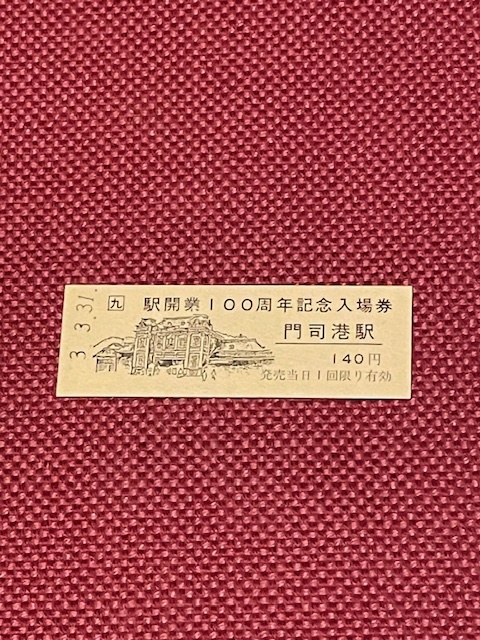 3. 3. 31.
九 駅開業100周年記念入場券
門司港駅
140円
発売当日1回限り有効